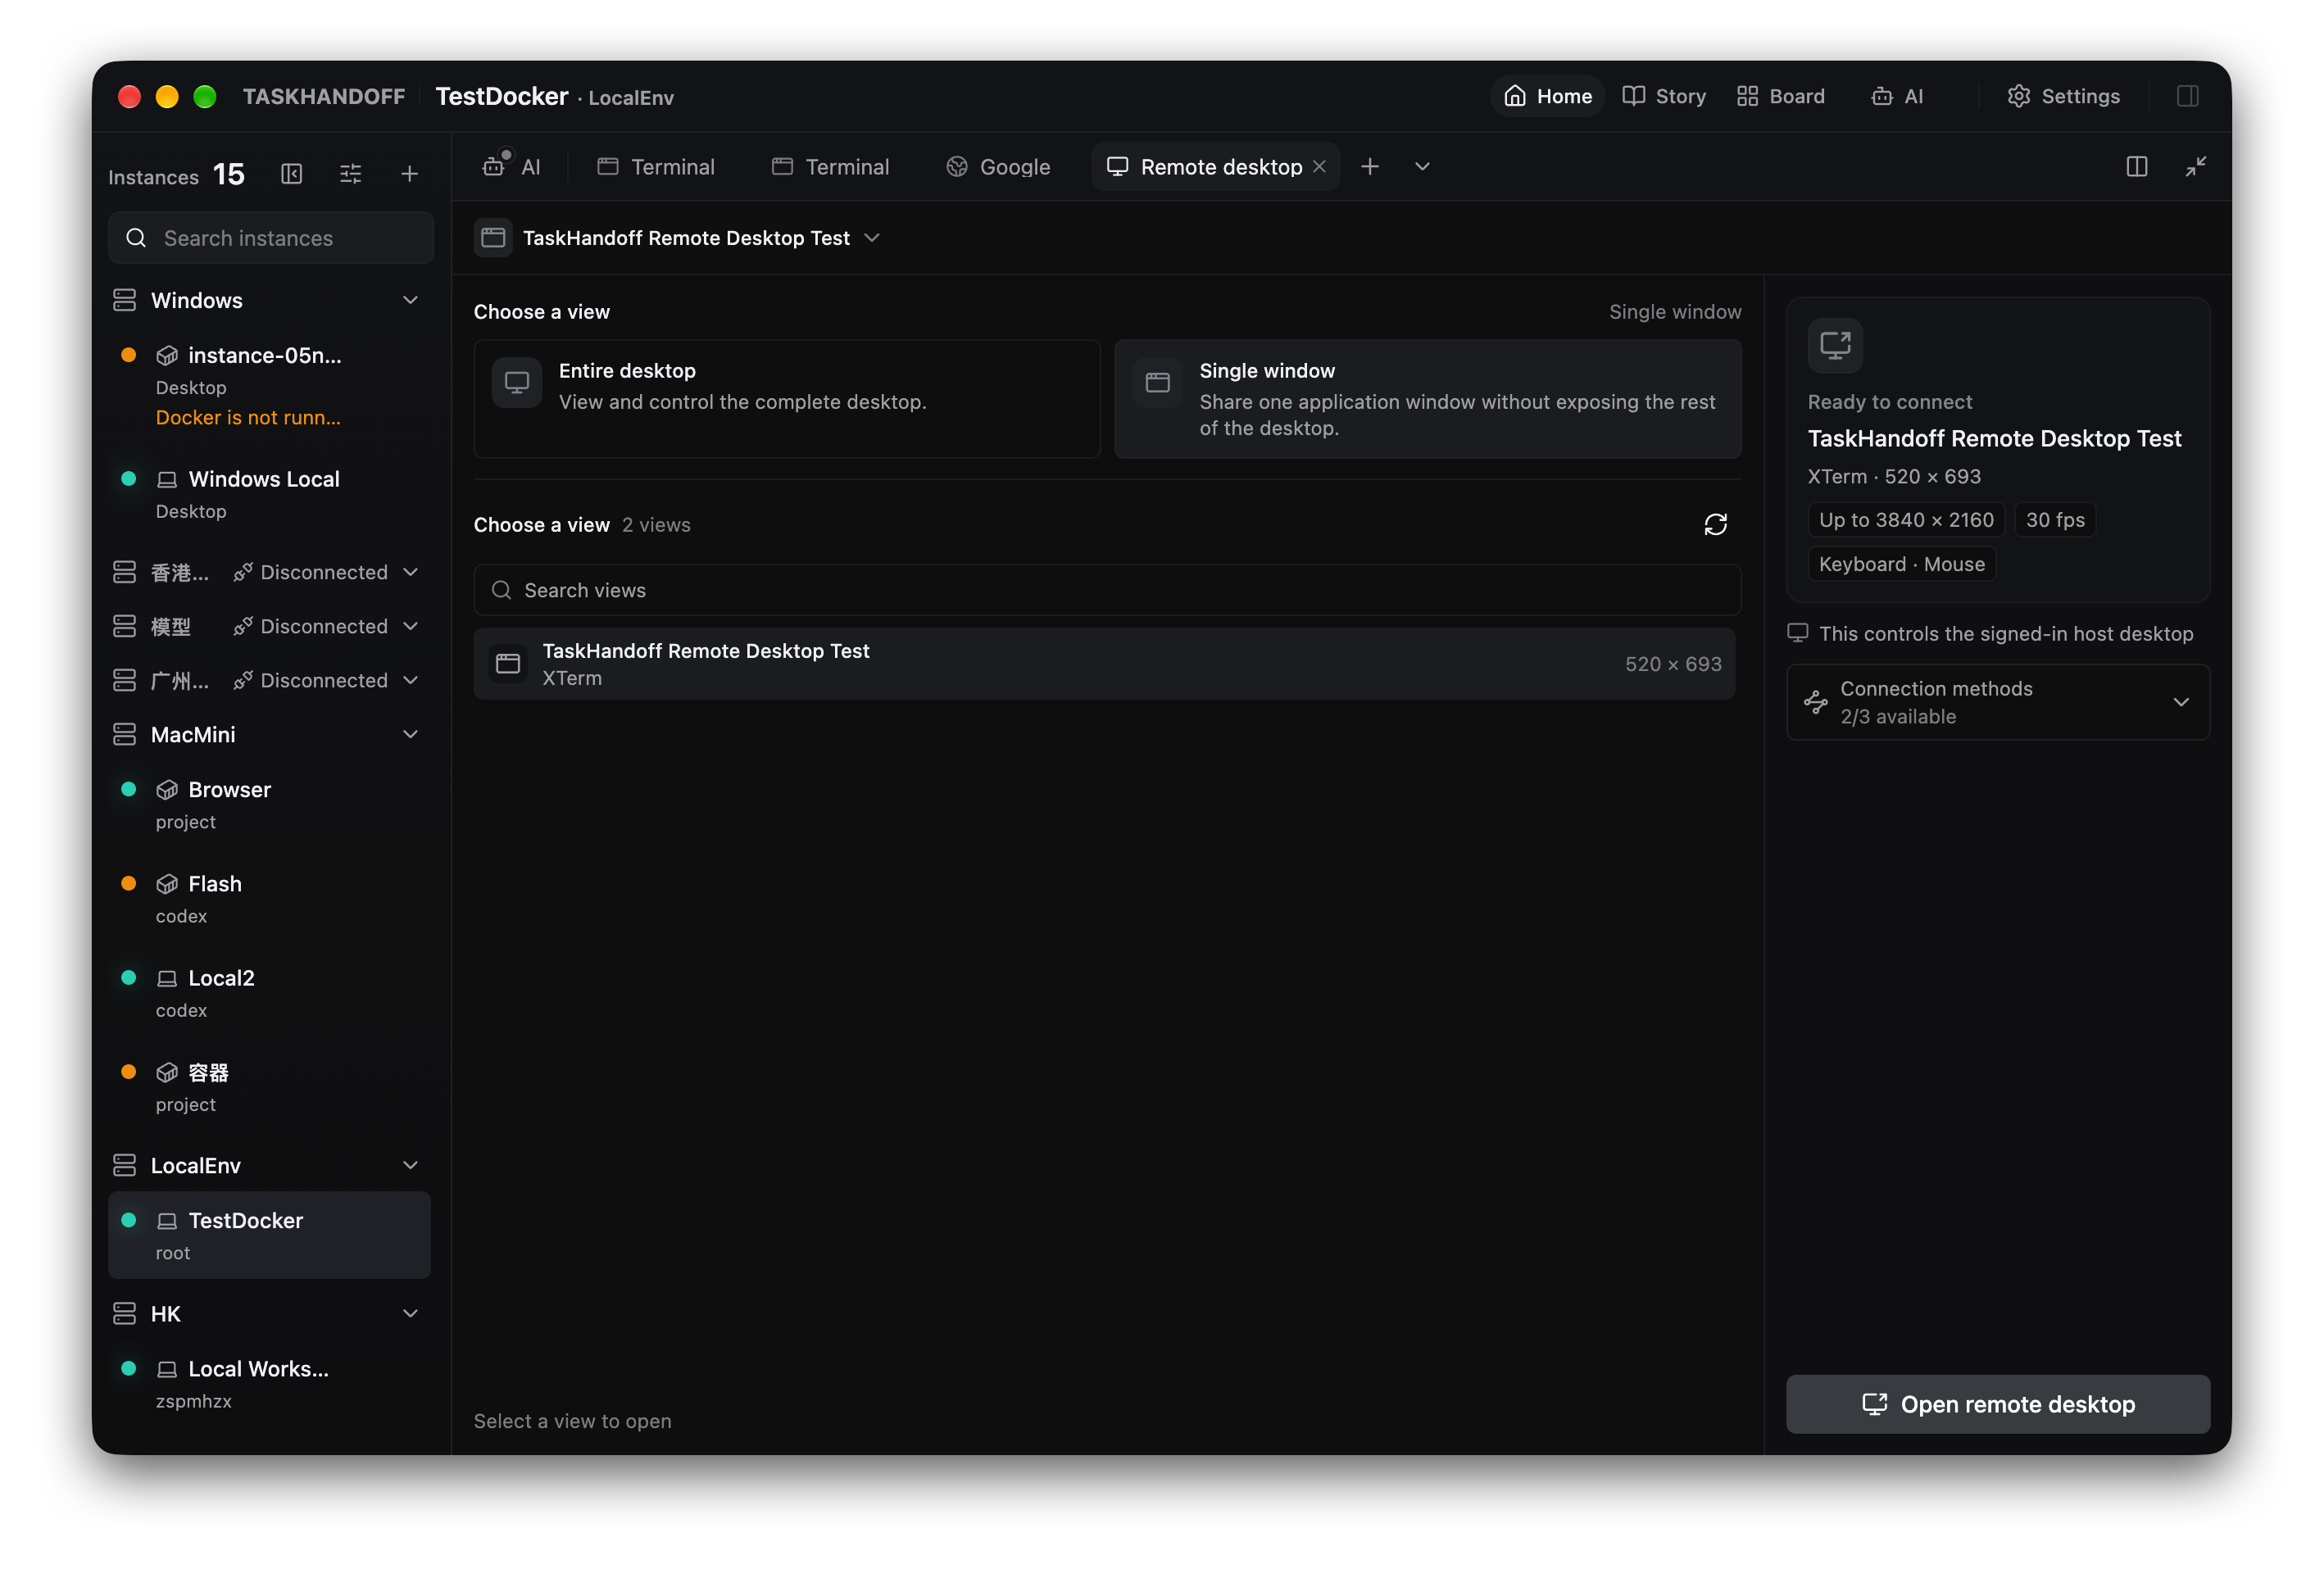 TASKHANDOFF
TestDocker · LocalEnv
Home
Story
Board
AI
Settings
Instances 15
Search instances
Windows
instance-05n...
Desktop
Docker is not runn...
Windows Local
Desktop
香港... Disconnected
模型 Disconnected
广州... Disconnected
MacMini
Browser
project
Flash
codex
Local2
codex
容器
project
LocalEnv
TestDocker
root
HK
Local Works...
zspmhzx
AI
Terminal
Terminal
Google
Remote desktop
TaskHandoff Remote Desktop Test
Choose a view
Single window
Entire desktop
View and control the complete desktop.
Single window
Share one application window without exposing the rest
of the desktop.
Choose a view 2 views
Search views
TaskHandoff Remote Desktop Test
XTerm
520 × 693
Select a view to open
Ready to connect
TaskHandoff Remote Desktop Test
XTerm · 520 × 693
Up to 3840 × 2160
30 fps
Keyboard · Mouse
This controls the signed-in host desktop
Connection methods
2/3 available
Open remote desktop